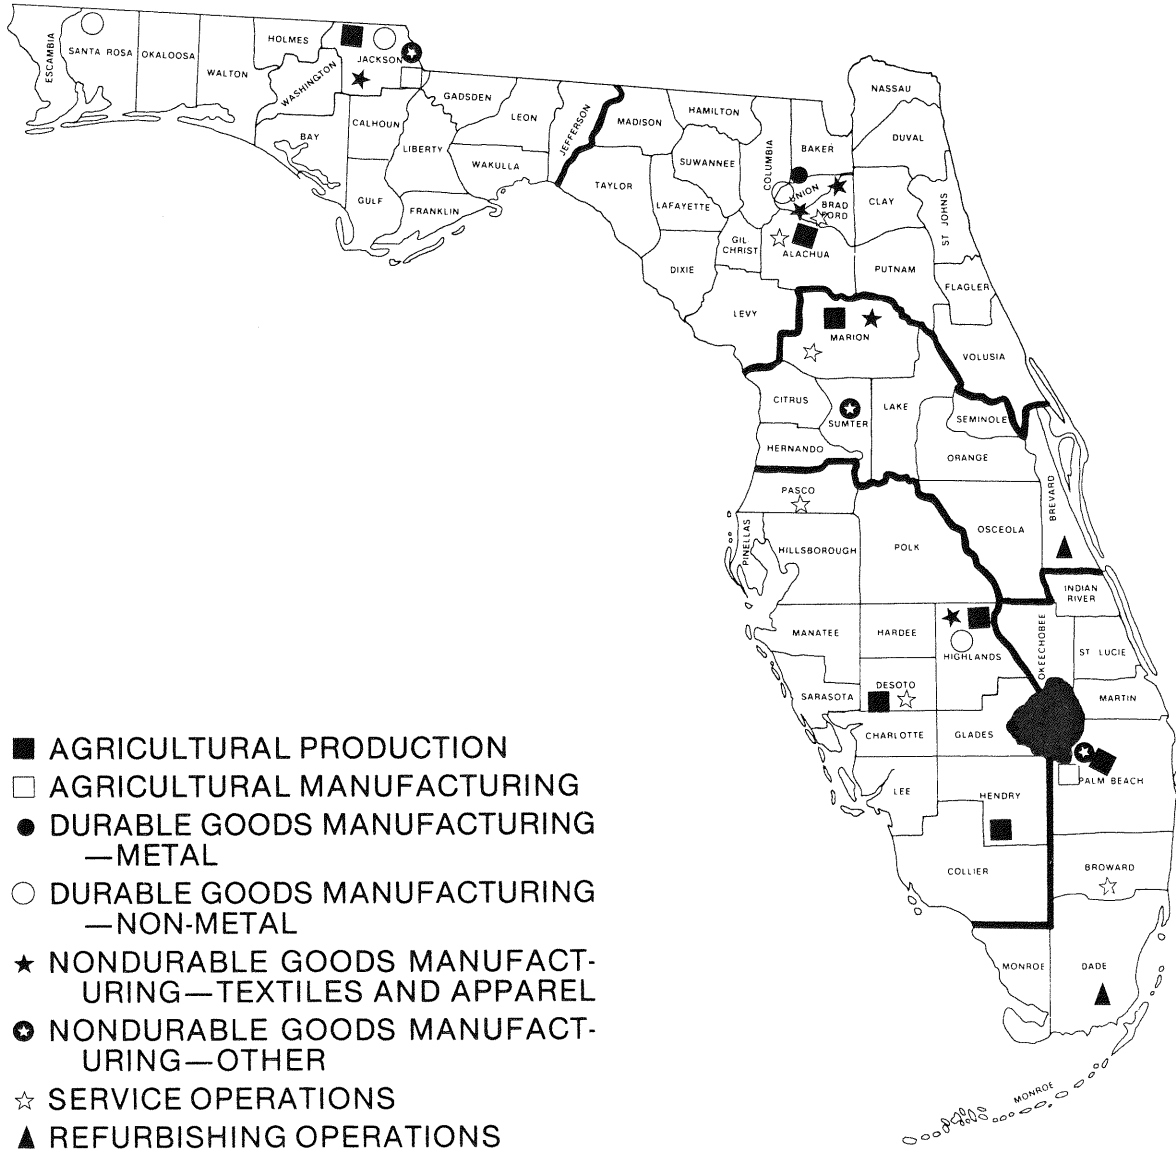 ESCAMBIA
SANTA ROSA
OKALOOSA
WALTON
HOLMES
WASHINGTON
JACKSON
BAY
CALHOUN
GULF
LIBERTY
GADSDEN
LEON
WAKULLA
FRANKLIN
JEFFERSON
MADISON
TAYLOR
HAMILTON
SUWANNEE
LAFAYETTE
DIXIE
COLUMBIA
BAKER
NASSAU
DUVAL
UNION
BRAD
FORD
CLAY
ST JOHNS
GIL
CHRIST
ALACHUA
PUTNAM
FLAGLER
LEVY
MARION
VOLUSIA
CITRUS
SUMTER
LAKE
SEMINOLE
HERNANDO
ORANGE
PASCO
BREVARD
OSCEOLA
PINELLAS
HILLSBOROUGH
POLK
INDIAN
RIVER
MANATEE
HARDEE
HIGHLANDS
OKEECHOBEE
ST LUCIE
SARASOTA
DESOTO
MARTIN
CHARLOTTE
GLADES
LEE
HENDRY
PALM BEACH
COLLIER
BROWARD
MONROE
DADE
MONROE
AGRICULTURAL PRODUCTION
AGRICULTURAL MANUFACTURING
DURABLE GOODS MANUFACTURING
—METAL
DURABLE GOODS MANUFACTURING
—NON-METAL
NONDURABLE GOODS MANUFACT-
URING—TEXTILES AND APPAREL
NONDURABLE GOODS MANUFACT-
URING—OTHER
SERVICE OPERATIONS
REFURBISHING OPERATIONS